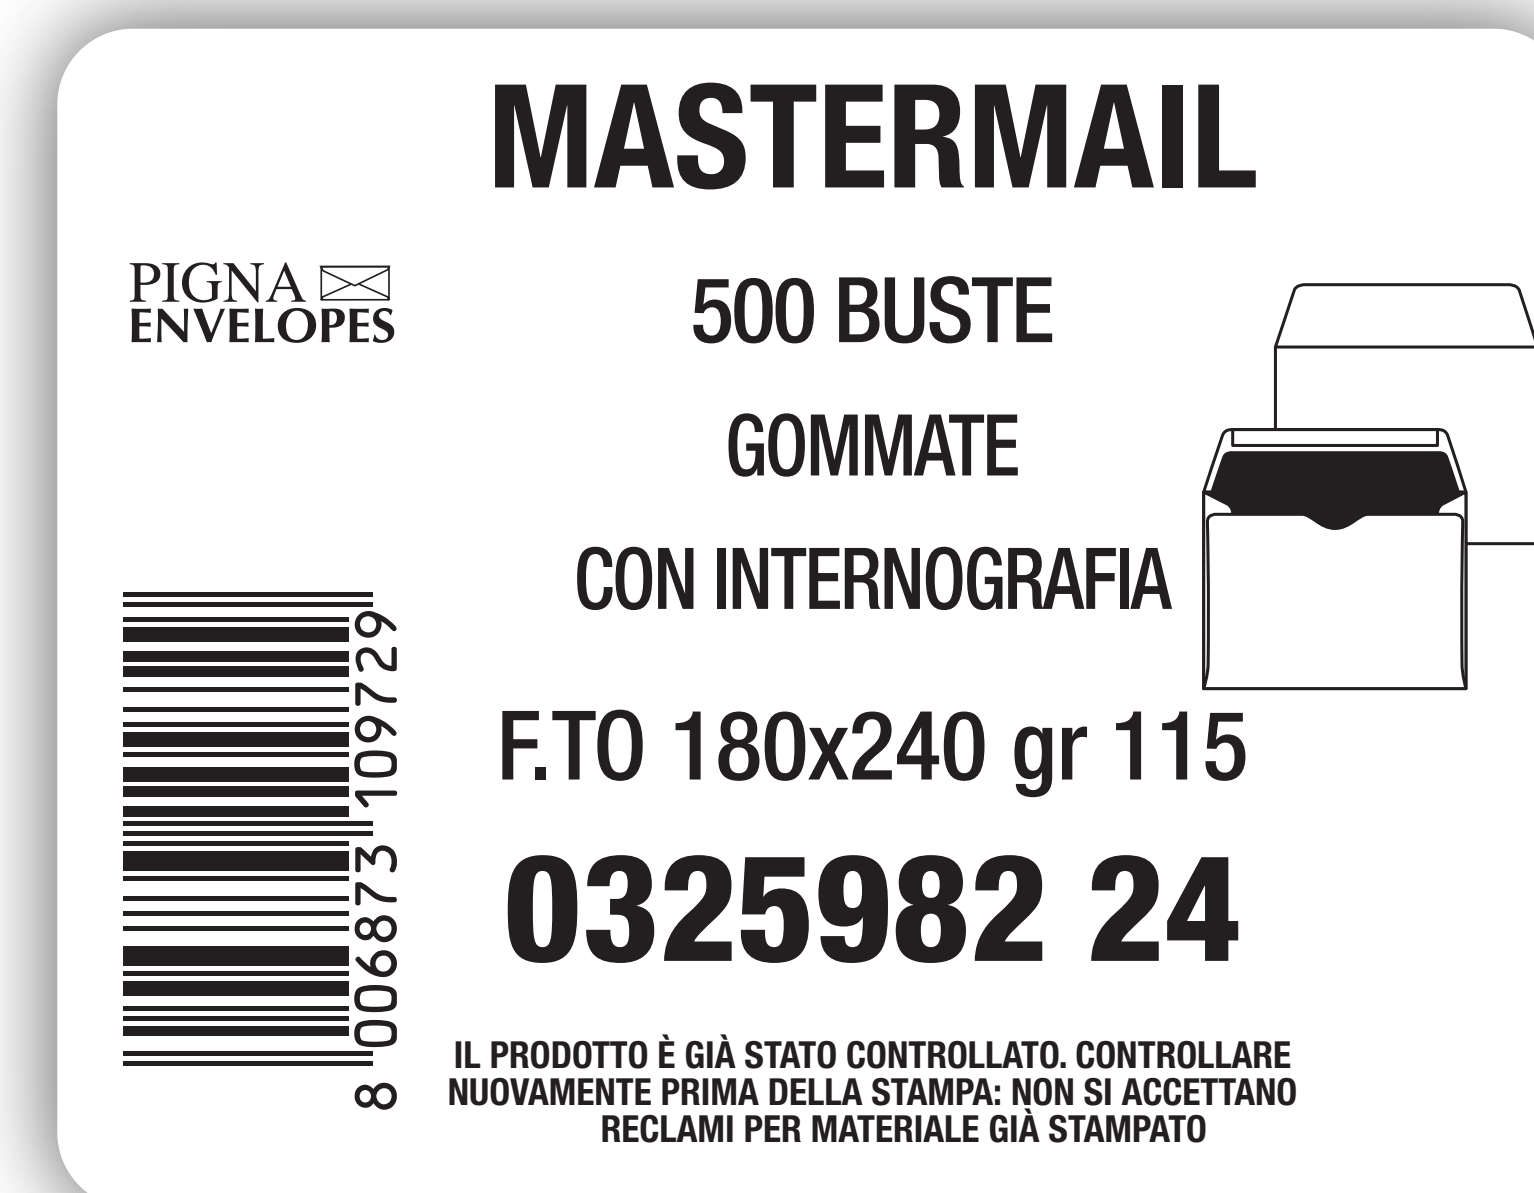 MASTERMAIL
PIGNA
ENVELOPES
500 BUSTE
GOMMATE
CON INTERNOGRAFIA
F.TO 180x240 gr 115
0325982 24
8 006873 109729
IL PRODOTTO È GIÀ STATO CONTROLLATO. CONTROLLARE
NUOVAMENTE PRIMA DELLA STAMPA: NON SI ACCETTANO
RECLAMI PER MATERIALE GIÀ STAMPATO